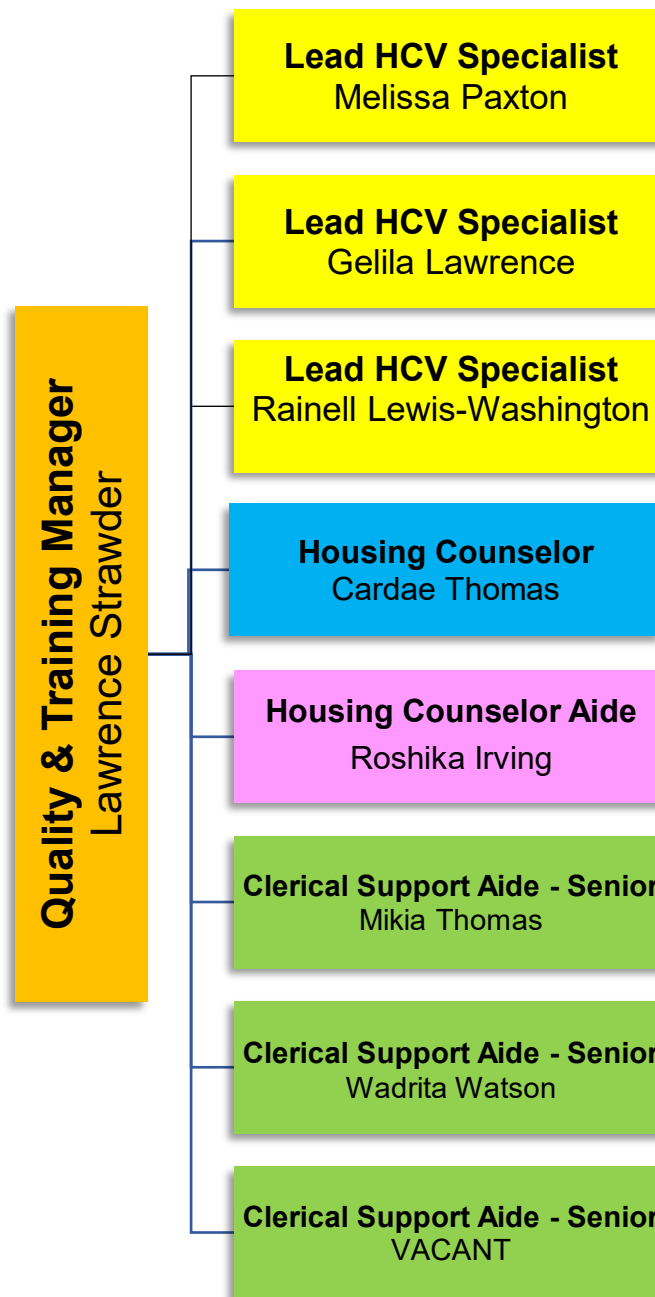 Lead HCV Specialist
Melissa Paxton
Lead HCV Specialist
Gelila Lawrence
Lead HCV Specialist
Rainell Lewis-Washington
Quality & Training Manager
Lawrence Strawder
Housing Counselor
Cardae Thomas
Housing Counselor Aide
Roshika Irving
Clerical Support Aide - Senior
Mikia Thomas
Clerical Support Aide - Senior
Wadrita Watson
Clerical Support Aide - Senior
VACANT